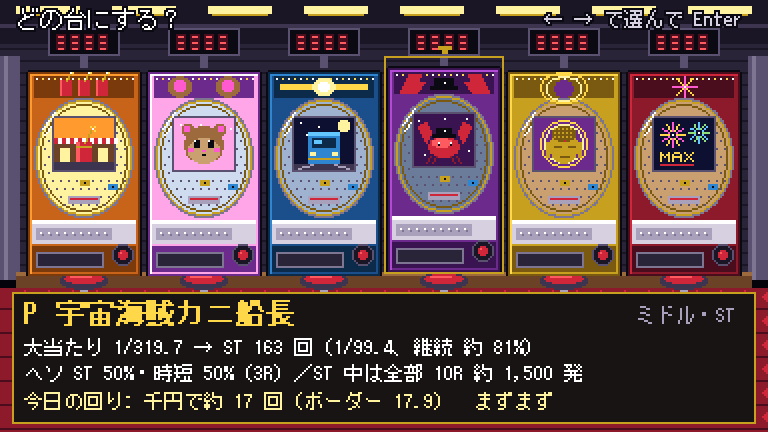 どの台にする？
← → で選んで Enter
MAX
P 宇宙海賊カニ船長
ミドル・ST
大当たり 1/319.7 → ST 163 回 (1/99.4、継続 約 81%)
ヘソ ST 50%・時短 50% (3R) ／ST 中は全部 10R 約 1,500 発
今日の回り: 千円で約 17 回 (ボーダー 17.9)　まずまず